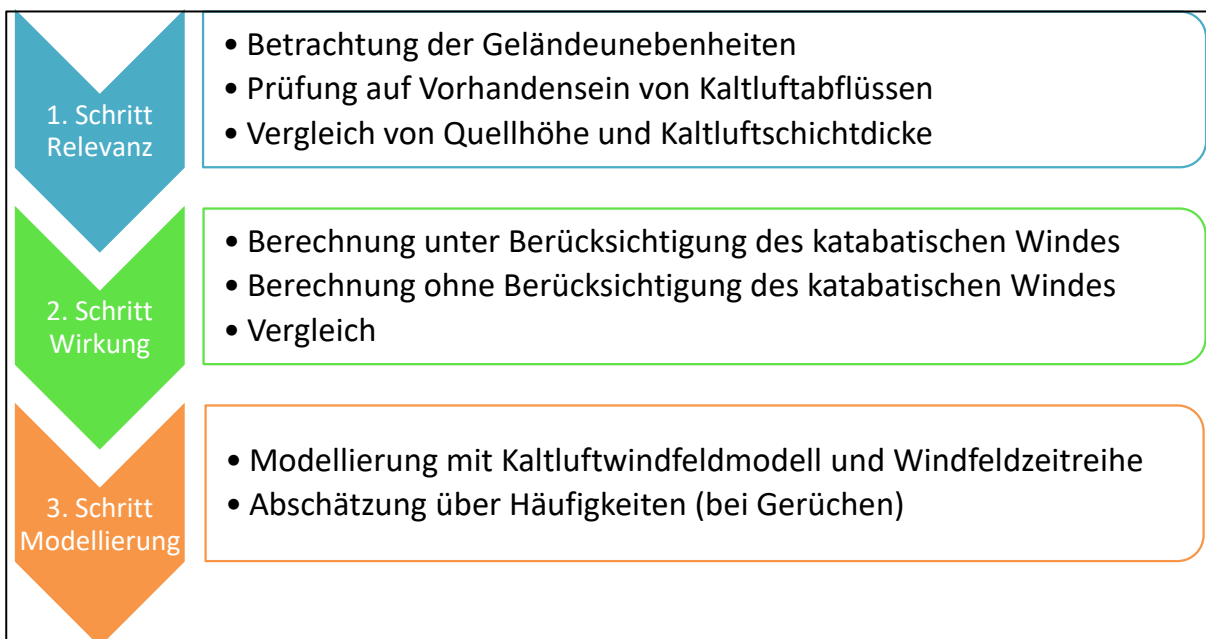 1. Schritt
Relevanz
• Betrachtung der Geländeunebenheiten
• Prüfung auf Vorhandensein von Kaltluftabflüssen
• Vergleich von Quellhöhe und Kaltluftschichtdicke
2. Schritt
Wirkung
• Berechnung unter Berücksichtigung des katabatischen Windes
• Berechnung ohne Berücksichtigung des katabatischen Windes
• Vergleich
3. Schritt
Modellierung
• Modellierung mit Kaltluftwindfeldmodell und Windfeldzeitreihe
• Abschätzung über Häufigkeiten (bei Gerüchen)